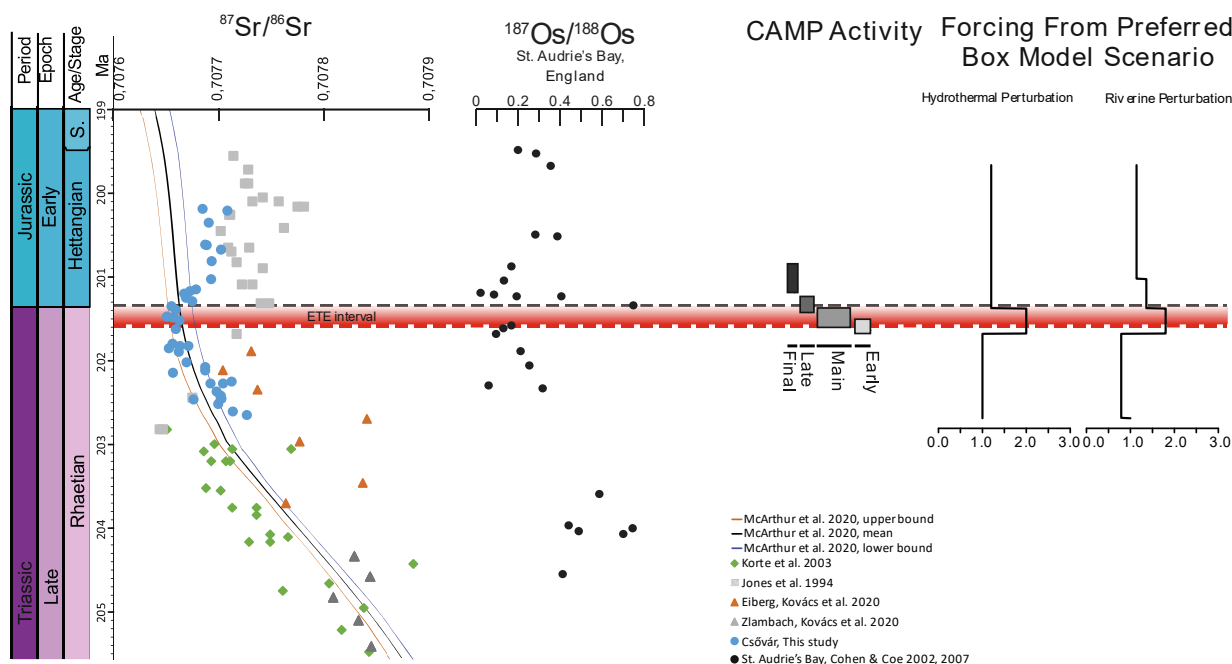 Period
Epoch
Age/Stage
Ma
87Sr/86Sr
0,7076
0,7077
0,7078
0,7079
187Os/188Os
St. Audrie's Bay,
England
0 0.2 0.4 0.6 0.8
CAMP Activity
Forcing From Preferred
Box Model Scenario
Hydrothermal Perturbation
Riverine Perturbation
Jurassic
Early
S.
Hettangian
Triassic
Late
Rhaetian
199
200
201
202
203
204
205
ETE interval
Final
Late
Main
Early
0.0 1.0 2.0 3.0
0.0 1.0 2.0 3.0
McArthur et al. 2020, upper bound
McArthur et al. 2020, mean
McArthur et al. 2020, lower bound
Korte et al. 2003
Jones et al. 1994
Eiberg, Kovács et al. 2020
Zlambach, Kovács et al. 2020
Csővár, This study
St. Audrie's Bay, Cohen & Coe 2002, 2007